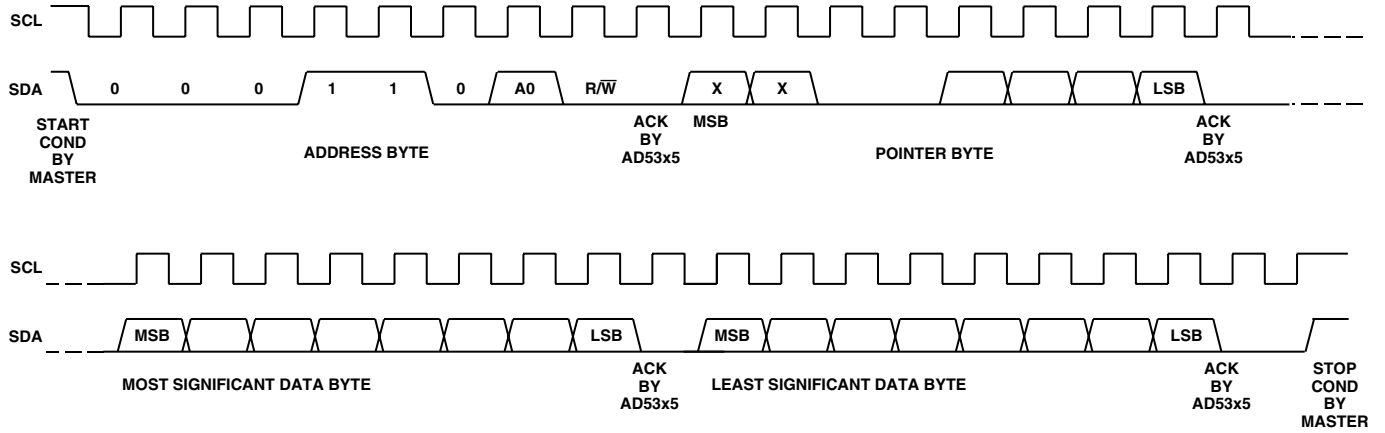 SCL
SDA 0 0 0 1 1 0 A0 R/W̅ X X LSB
START
COND
BY
MASTER
ADDRESS BYTE
ACK
BY
AD53x5
MSB
POINTER BYTE
ACK
BY
AD53x5
SCL
SDA MSB LSB MSB LSB
MOST SIGNIFICANT DATA BYTE
ACK
BY
AD53x5
LEAST SIGNIFICANT DATA BYTE
ACK
BY
AD53x5
STOP
COND
BY
MASTER